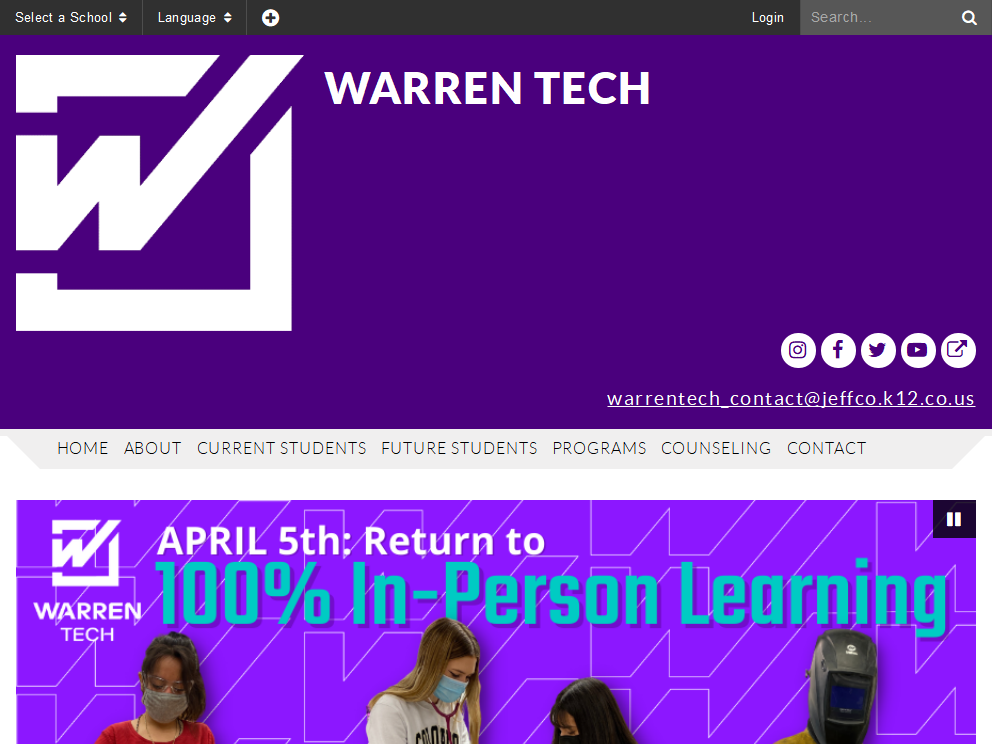 Select a School
Language
Login
Search...
WARREN TECH
warrentech_contact@jeffco.k12.co.us
HOME ABOUT CURRENT STUDENTS FUTURE STUDENTS PROGRAMS COUNSELING CONTACT
APRIL 5th: Return to
100% In-Person Learning
WARREN
TECH